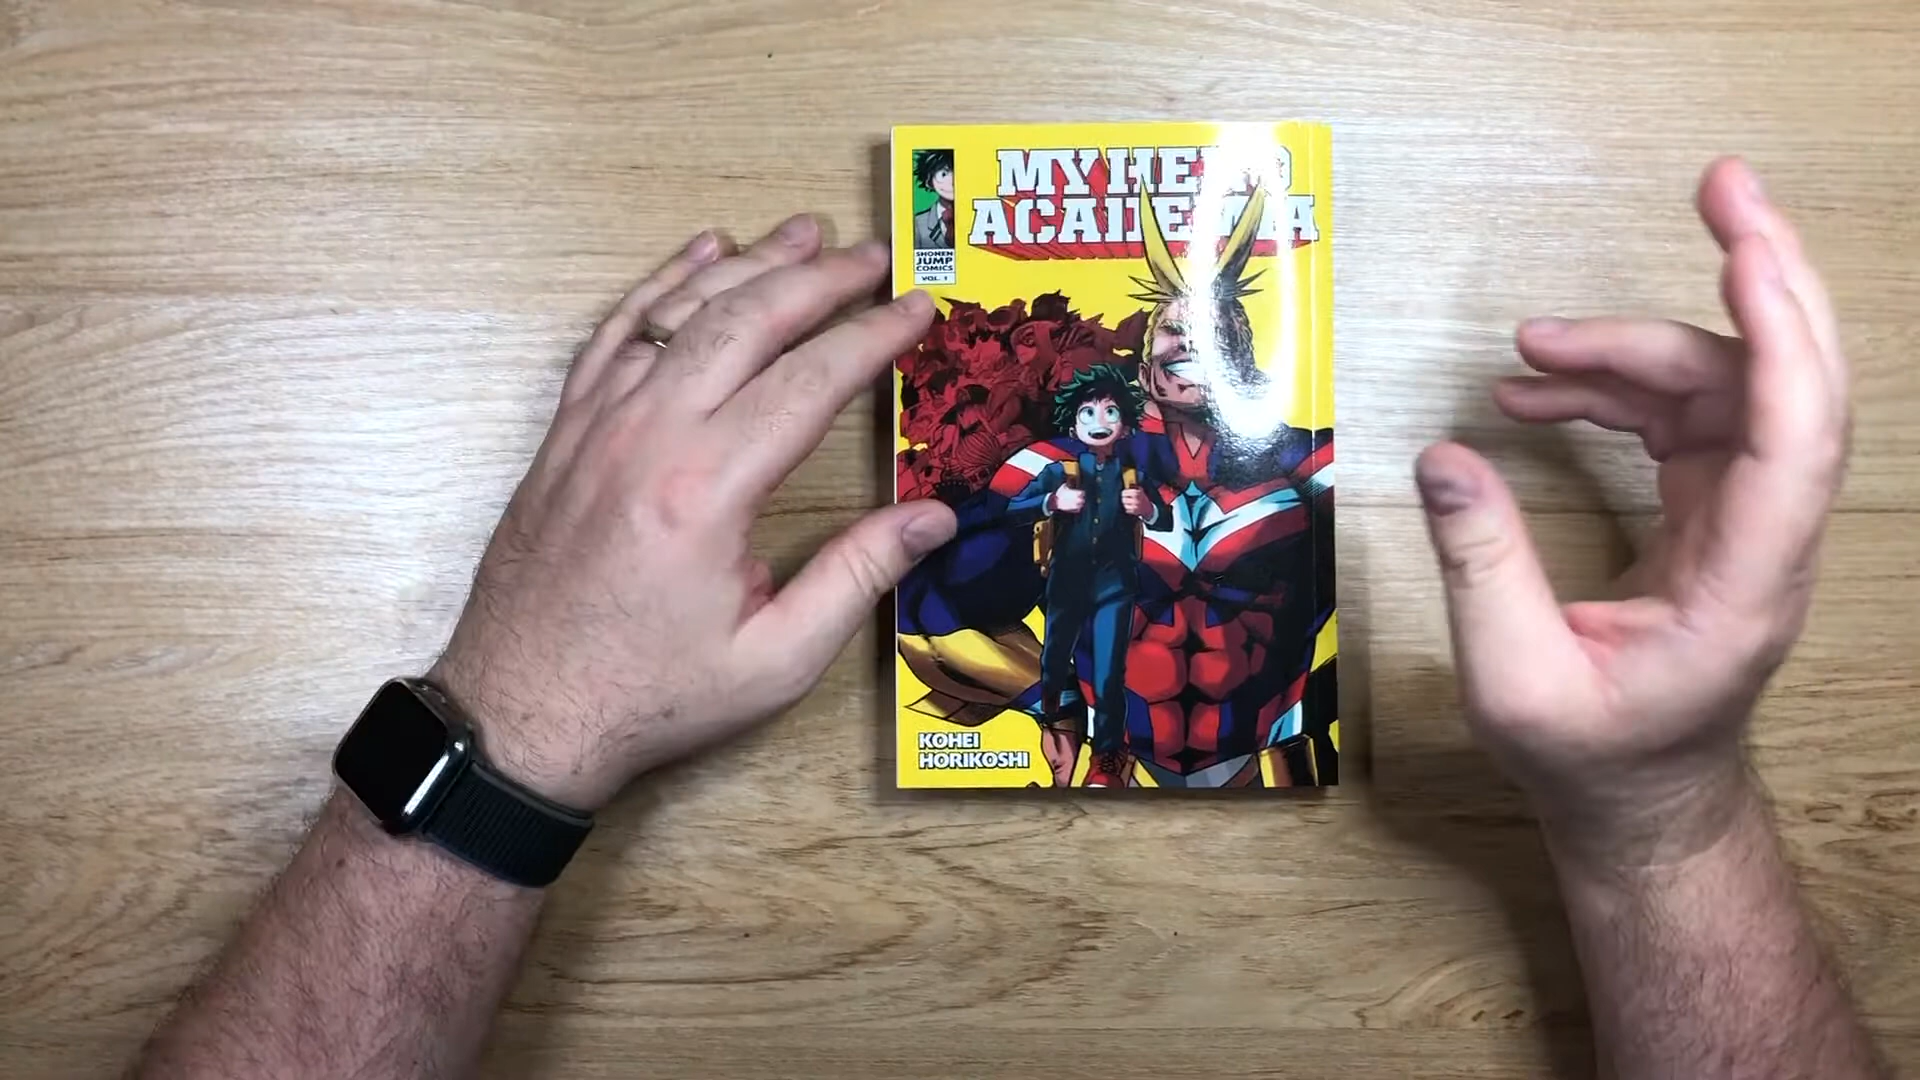 MY HERO
ACADEMIA
SHONEN
JUMP
COMICS
VOL. 1
KOHEI
HORIKOSHI